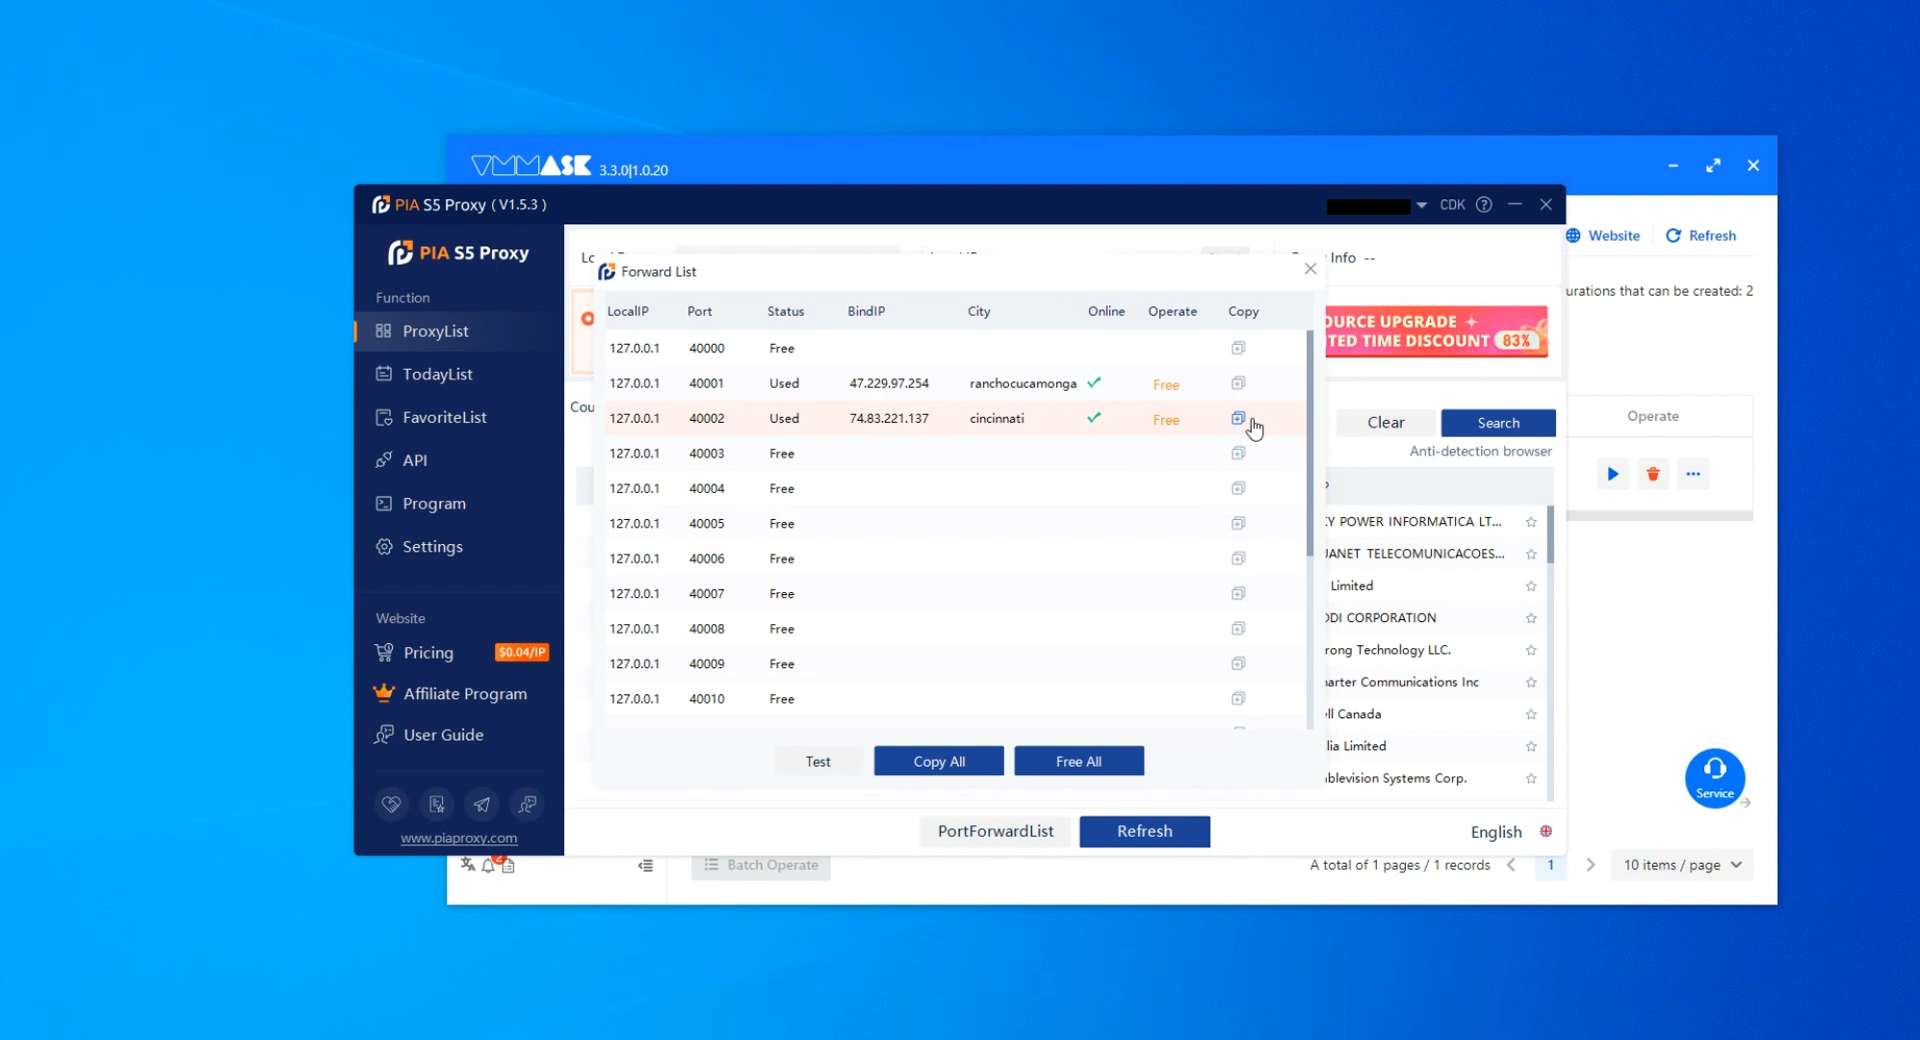 VMMASK 3.3.0|1.0.20
PIA S5 Proxy ( V1.5.3 )
CDK
PIA S5 Proxy
Website
Refresh
Function
Forward List
Info --
LocalIP Port Status BindIP City Online Operate Copy
urations that can be created: 2
ProxyList
OURCE UPGRADE
TED TIME DISCOUNT 83%
127.0.0.1 40000 Free
TodayList
127.0.0.1 40001 Used 47.229.97.254 ranchocucamonga Free
FavoriteList
Cou
127.0.0.1 40002 Used 74.83.221.137 cincinnati Free
Clear Search
Operate
API
127.0.0.1 40003 Free
Anti-detection browser
127.0.0.1 40004 Free
Program
127.0.0.1 40005 Free
Y POWER INFORMATICA LT...
Settings
127.0.0.1 40006 Free
JANET TELECOMUNICACOES...
127.0.0.1 40007 Free
Limited
Website
127.0.0.1 40008 Free
DI CORPORATION
Pricing $0.04/IP
127.0.0.1 40009 Free
rong Technology LLC.
Affiliate Program
127.0.0.1 40010 Free
arter Communications Inc
ll Canada
User Guide
lia Limited
Test Copy All Free All
blevision Systems Corp.
Service
www.piaproxy.com
PortForwardList Refresh
English
2
Batch Operate
A total of 1 pages / 1 records
1
10 items / page